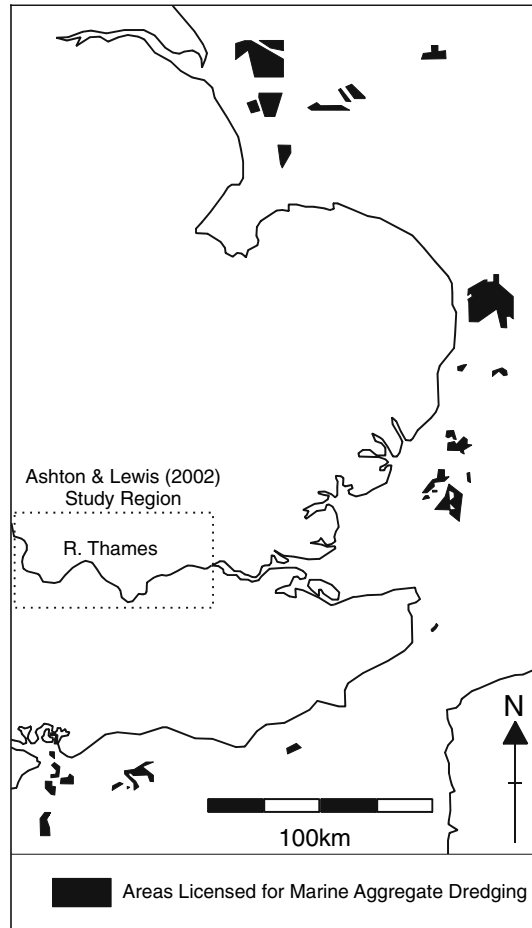 Ashton & Lewis (2002)
Study Region
R. Thames
N
100km
Areas Licensed for Marine Aggregate Dredging